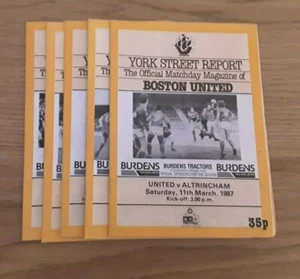 YORK STREET REPORT
The Official Matchday Magazine of
BOSTON UNITED
BURDENS
BURDENS TRACTORS
BURDENS
UNITED v ALTRINCHAM
Saturday, 11th March, 1987
Kick-off 3.00 p.m.
35p